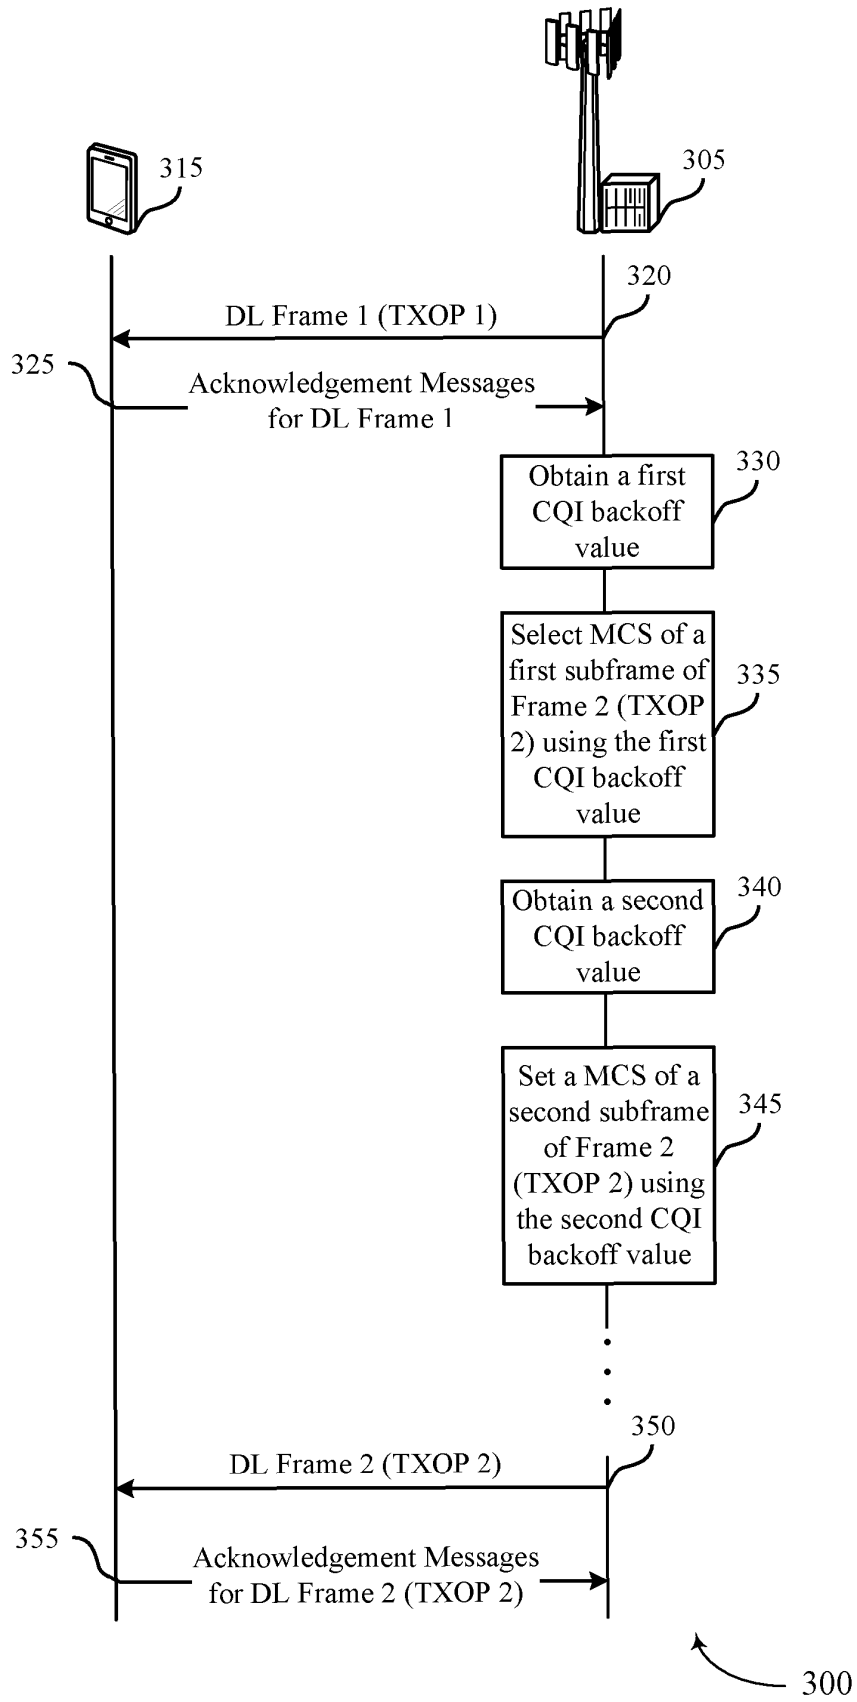 315
305
320
DL Frame 1 (TXOP 1)
325
Acknowledgement Messages
for DL Frame 1
330
Obtain a first
CQI backoff
value
Select MCS of a
first subframe of
Frame 2 (TXOP
2) using the first
CQI backoff
value
335
340
Obtain a second
CQI backoff
value
Set a MCS of a
second subframe
of Frame 2
(TXOP 2) using
the second CQI
backoff value
345
350
DL Frame 2 (TXOP 2)
355
Acknowledgement Messages
for DL Frame 2 (TXOP 2)
300